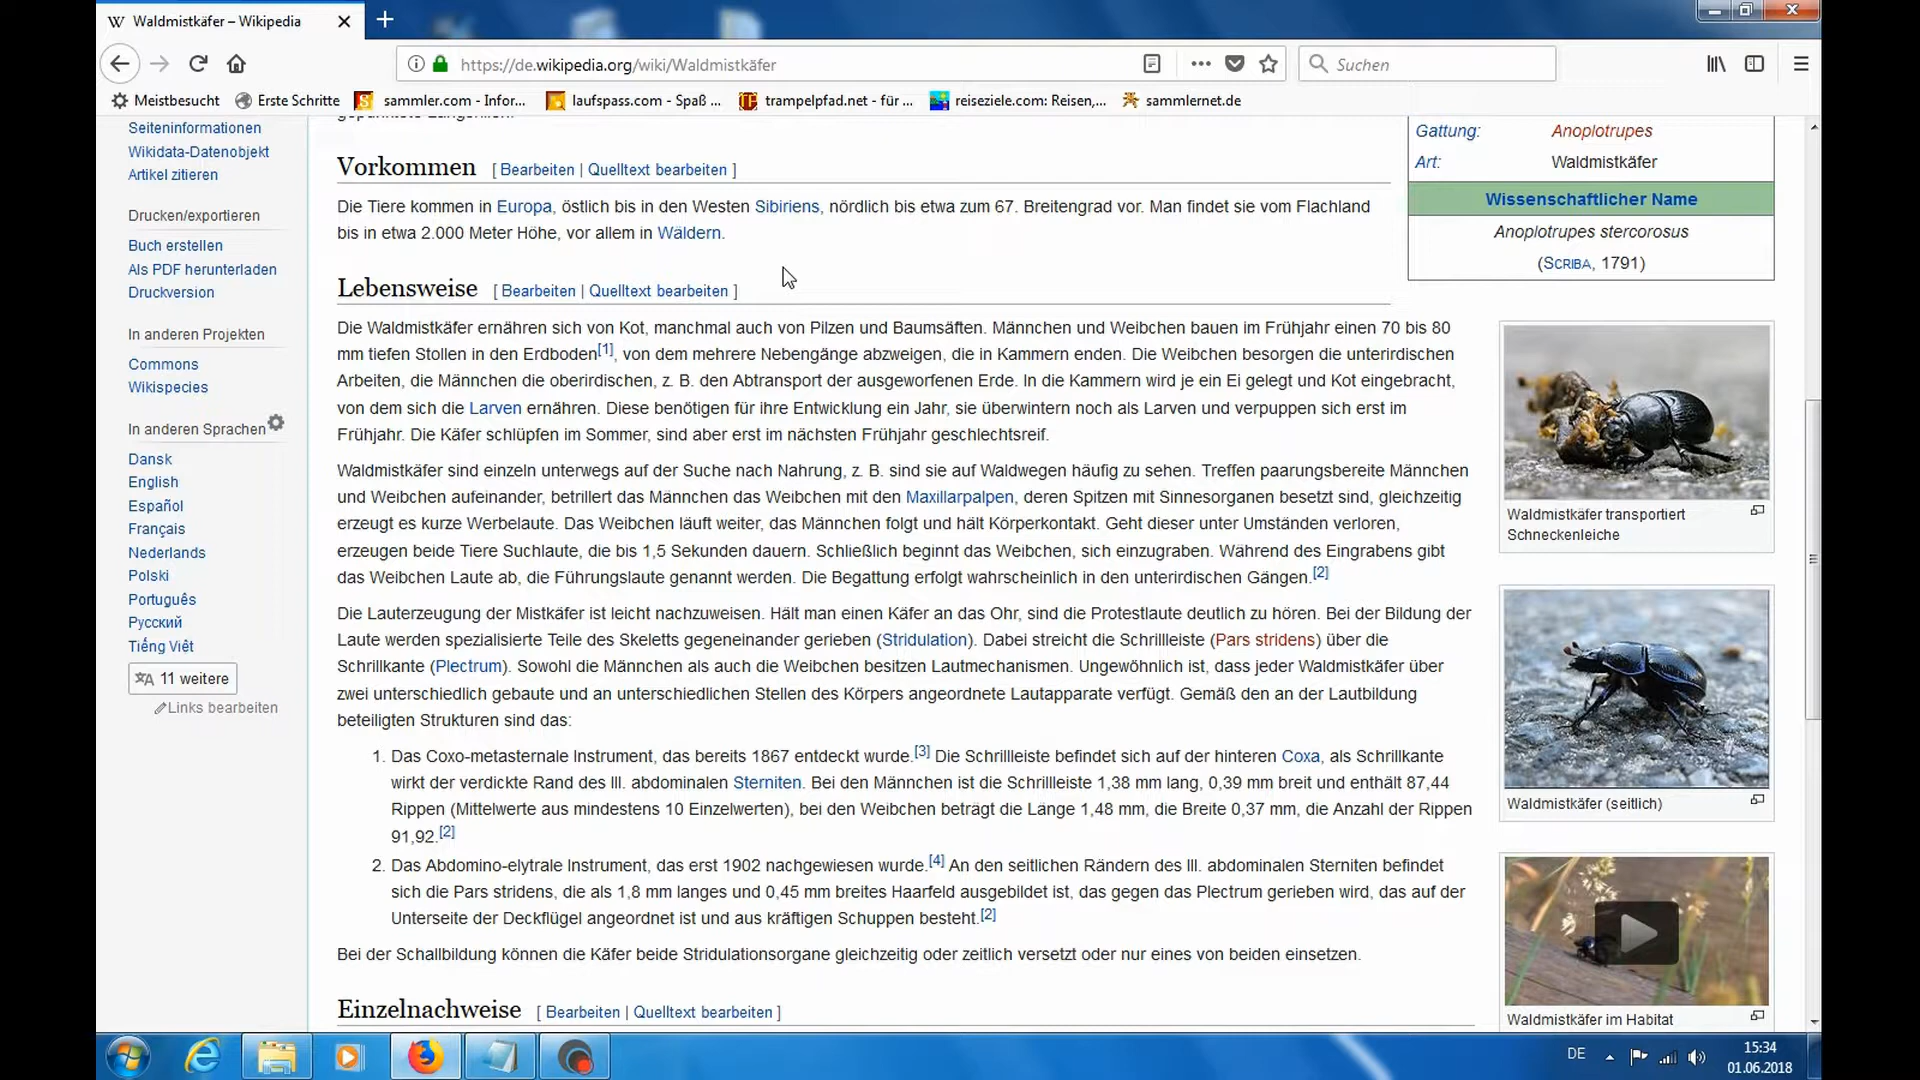 Waldmistkäfer – Wikipedia
https://de.wikipedia.org/wiki/Waldmistkäfer
Suchen
Meistbesucht
Erste Schritte
sammler.com - Infor...
laufspass.com - Spaß ...
trampelpfad.net - für ...
reiseziele.com: Reisen,...
sammlernet.de
Seiteninformationen
Wikidata-Datenobjekt
Artikel zitieren
Drucken/exportieren
Buch erstellen
Als PDF herunterladen
Druckversion
In anderen Projekten
Commons
Wikispecies
In anderen Sprachen
Dansk
English
Español
Français
Nederlands
Polski
Português
Русский
Tiếng Việt
11 weitere
Links bearbeiten
Vorkommen [ Bearbeiten | Quelltext bearbeiten ]
Die Tiere kommen in Europa, östlich bis in den Westen Sibiriens, nördlich bis etwa zum 67. Breitengrad vor. Man findet sie vom Flachland
bis in etwa 2.000 Meter Höhe, vor allem in Wäldern.
Lebensweise [ Bearbeiten | Quelltext bearbeiten ]
Die Waldmistkäfer ernähren sich von Kot, manchmal auch von Pilzen und Baumsäften. Männchen und Weibchen bauen im Frühjahr einen 70 bis 80
mm tiefen Stollen in den Erdboden[1], von dem mehrere Nebengänge abzweigen, die in Kammern enden. Die Weibchen besorgen die unterirdischen
Arbeiten, die Männchen die oberirdischen, z. B. den Abtransport der ausgeworfenen Erde. In die Kammern wird je ein Ei gelegt und Kot eingebracht,
von dem sich die Larven ernähren. Diese benötigen für ihre Entwicklung ein Jahr, sie überwintern noch als Larven und verpuppen sich erst im
Frühjahr. Die Käfer schlüpfen im Sommer, sind aber erst im nächsten Frühjahr geschlechtsreif.
Waldmistkäfer sind einzeln unterwegs auf der Suche nach Nahrung, z. B. sind sie auf Waldwegen häufig zu sehen. Treffen paarungsbereite Männchen
und Weibchen aufeinander, betrillert das Männchen das Weibchen mit den Maxillarpalpen, deren Spitzen mit Sinnesorganen besetzt sind, gleichzeitig
erzeugt es kurze Werbelaute. Das Weibchen läuft weiter, das Männchen folgt und hält Körperkontakt. Geht dieser unter Umständen verloren,
erzeugen beide Tiere Suchlaute, die bis 1,5 Sekunden dauern. Schließlich beginnt das Weibchen, sich einzugraben. Während des Eingrabens gibt
das Weibchen Laute ab, die Führungslaute genannt werden. Die Begattung erfolgt wahrscheinlich in den unterirdischen Gängen.[2]
Die Lauterzeugung der Mistkäfer ist leicht nachzuweisen. Hält man einen Käfer an das Ohr, sind die Protestlaute deutlich zu hören. Bei der Bildung der
Laute werden spezialisierte Teile des Skeletts gegeneinander gerieben (Stridulation). Dabei streicht die Schrillleiste (Pars stridens) über die
Schrillkante (Plectrum). Sowohl die Männchen als auch die Weibchen besitzen Lautmechanismen. Ungewöhnlich ist, dass jeder Waldmistkäfer über
zwei unterschiedlich gebaute und an unterschiedlichen Stellen des Körpers angeordnete Lautapparate verfügt. Gemäß den an der Lautbildung
beteiligten Strukturen sind das:
1. Das Coxo-metasternale Instrument, das bereits 1867 entdeckt wurde.[3] Die Schrillleiste befindet sich auf der hinteren Coxa, als Schrillkante
wirkt der verdickte Rand des III. abdominalen Sterniten. Bei den Männchen ist die Schrillleiste 1,38 mm lang, 0,39 mm breit und enthält 87,44
Rippen (Mittelwerte aus mindestens 10 Einzelwerten), bei den Weibchen beträgt die Länge 1,48 mm, die Breite 0,37 mm, die Anzahl der Rippen
91,92.[2]
2. Das Abdomino-elytrale Instrument, das erst 1902 nachgewiesen wurde.[4] An den seitlichen Rändern des III. abdominalen Sterniten befindet
sich die Pars stridens, die als 1,8 mm langes und 0,45 mm breites Haarfeld ausgebildet ist, das gegen das Plectrum gerieben wird, das auf der
Unterseite der Deckflügel angeordnet ist und aus kräftigen Schuppen besteht.[2]
Bei der Schallbildung können die Käfer beide Stridulationsorgane gleichzeitig oder zeitlich versetzt oder nur eines von beiden einsetzen.
Einzelnachweise [ Bearbeiten | Quelltext bearbeiten ]
Gattung: Anoplotrupes
Art: Waldmistkäfer
Wissenschaftlicher Name
Anoplotrupes stercorosus
(SCRIBA, 1791)
Waldmistkäfer transportiert
Schneckenleiche
Waldmistkäfer (seitlich)
Waldmistkäfer im Habitat
DE
15:34
01.06.2018